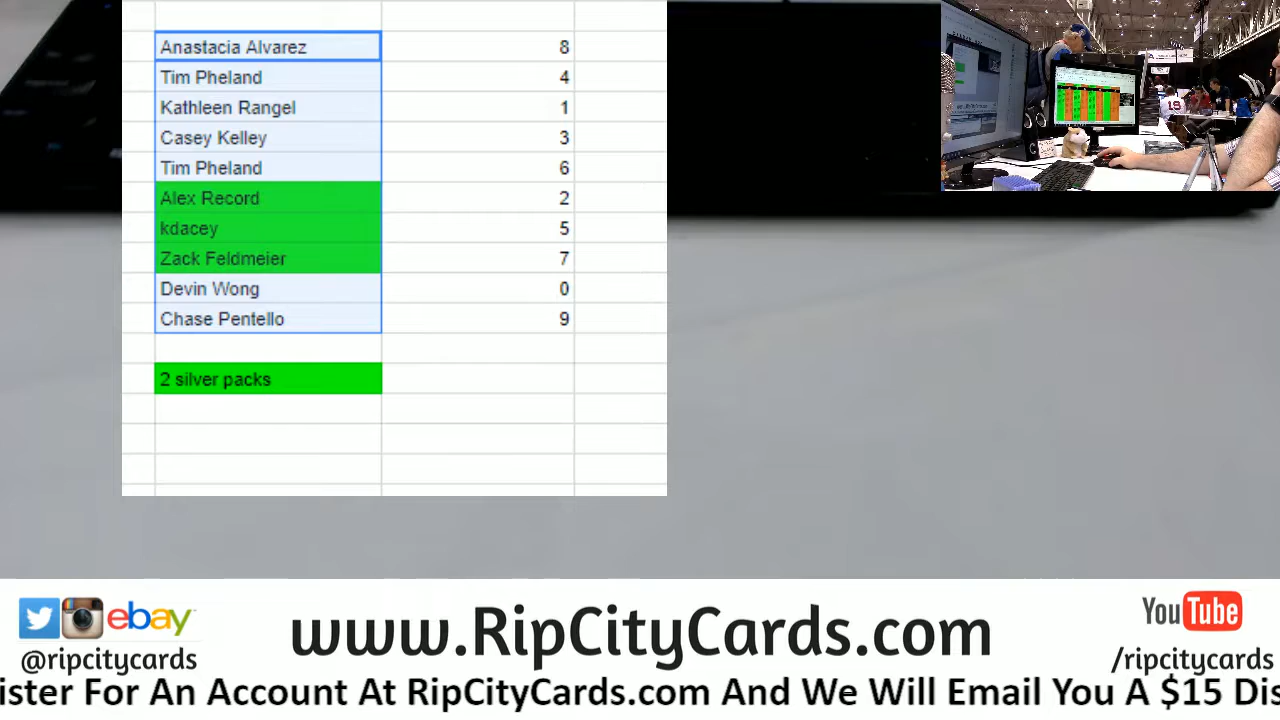 Anastacia Alvarez 8
Tim Pheland 4
Kathleen Rangel 1
Casey Kelley 3
Tim Pheland 6
Alex Record 2
kdacey 5
Zack Feldmeier 7
Devin Wong 0
Chase Pentello 9
2 silver packs
19
ebay
@ripcitycards
www.RipCityCards.com
YouTube
/ripcitycards
ister For An Account At RipCityCards.com And We Will Email You A $15 Dis